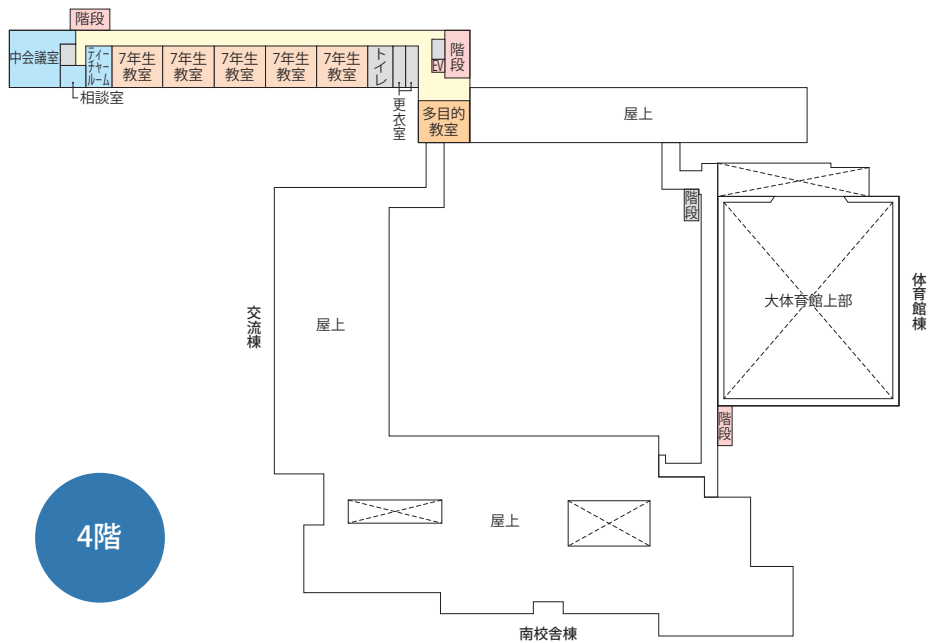 階段
中会議室
ティー
チャー
ルーム
7年生
教室
7年生
教室
7年生
教室
7年生
教室
7年生
教室
トイレ
EV
階段
相談室
更衣室
多目的
教室
屋上
階段
大体育館上部
体育館棟
交流棟
屋上
階段
屋上
4階
南校舎棟